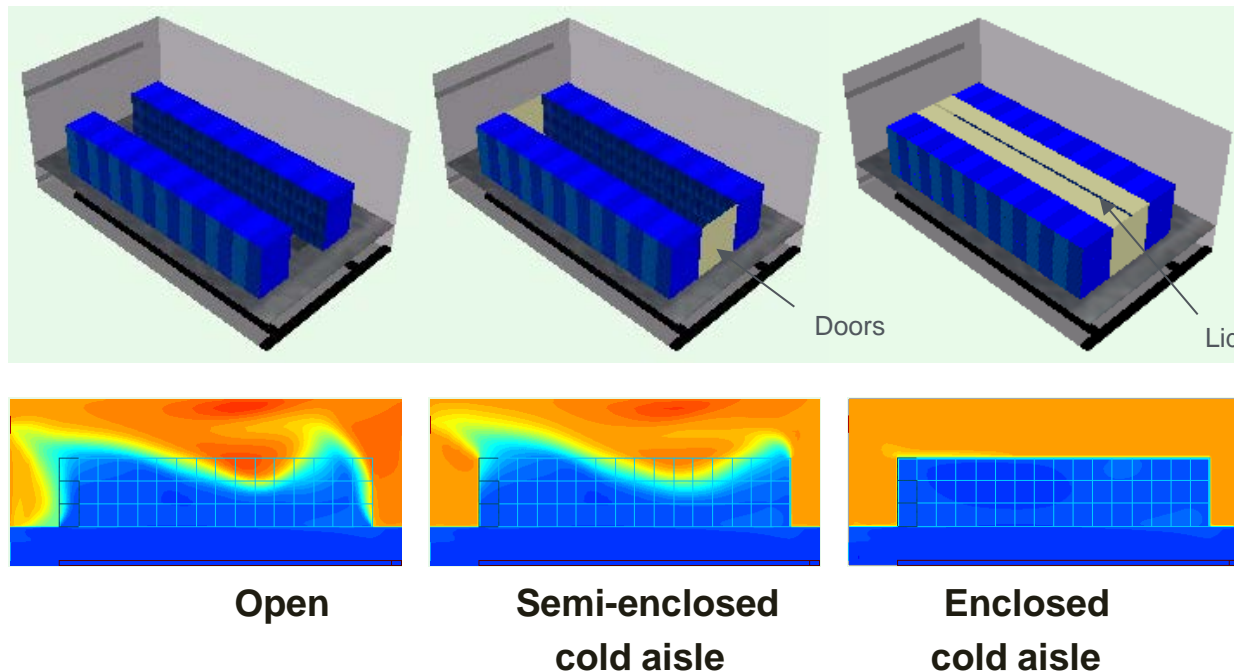 Doors
Open
Semi-enclosed
cold aisle
Enclosed
cold aisle